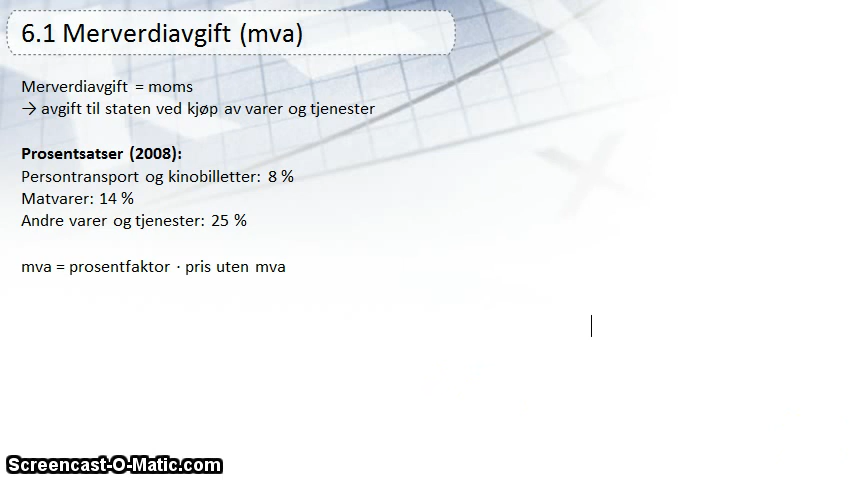 6.1 Merverdiavgift (mva)
Merverdiavgift = moms
→ avgift til staten ved kjøp av varer og tjenester
Prosentsatser (2008):
Persontransport og kinobilletter: 8 %
Matvarer: 14 %
Andre varer og tjenester: 25 %
mva = prosentfaktor · pris uten mva
Screencast-O-Matic.com